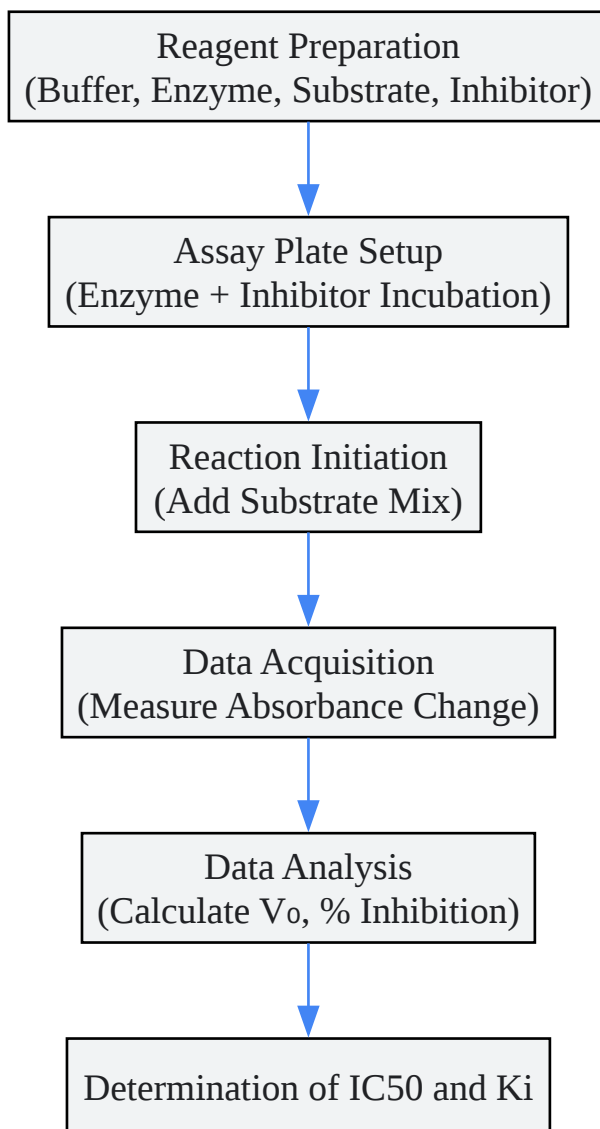 Reagent Preparation
(Buffer, Enzyme, Substrate, Inhibitor)
Assay Plate Setup
(Enzyme + Inhibitor Incubation)
Reaction Initiation
(Add Substrate Mix)
Data Acquisition
(Measure Absorbance Change)
Data Analysis
(Calculate V₀, % Inhibition)
Determination of IC50 and Ki